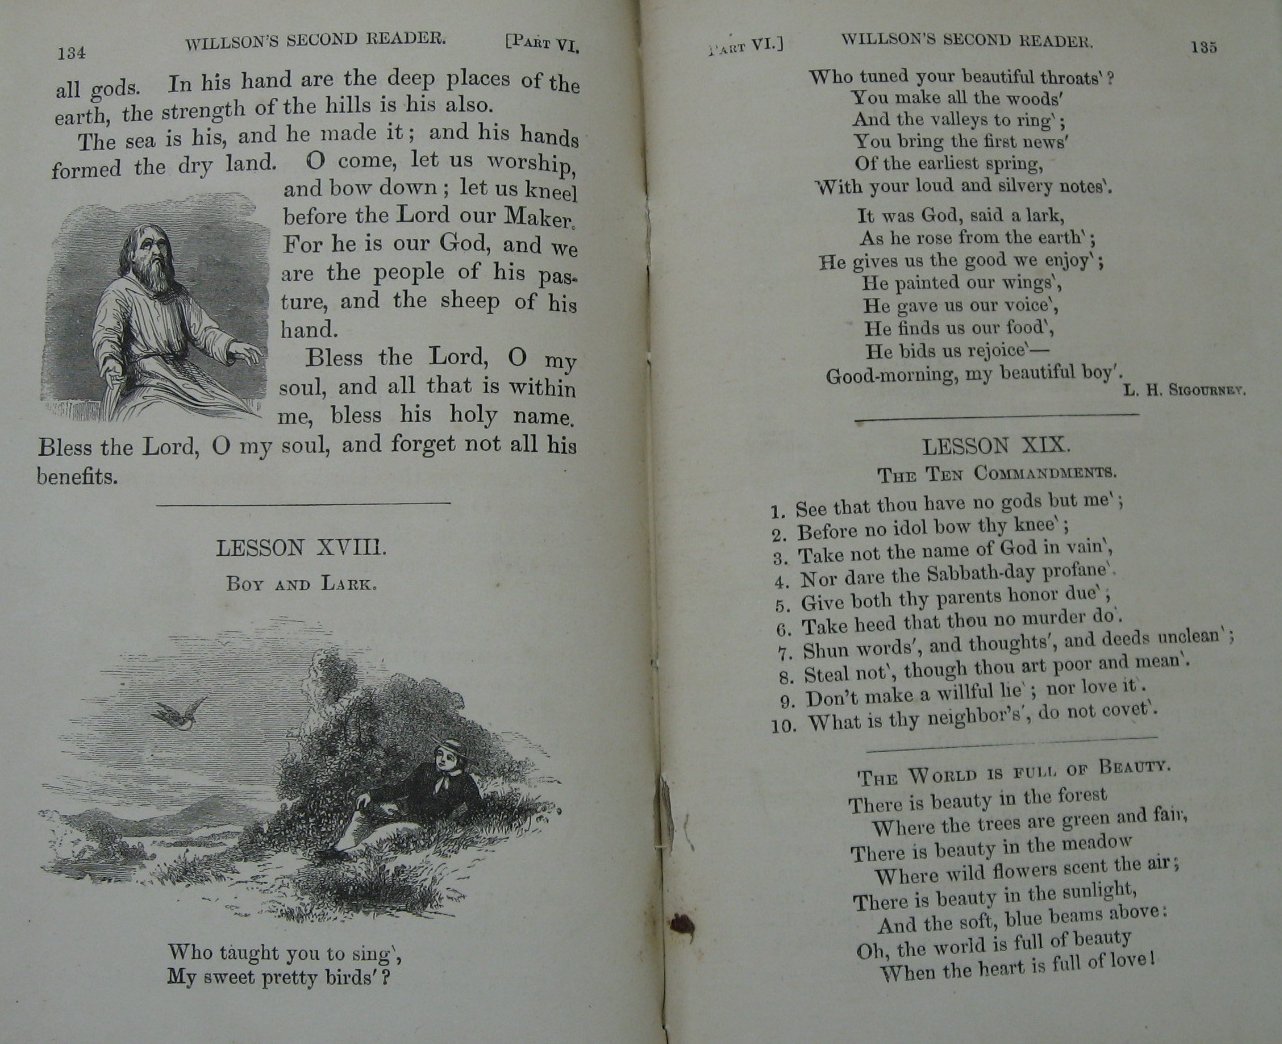 134 WILLSON'S SECOND READER. [PART VI.
all gods. In his hand are the deep places of the
earth, the strength of the hills is his also.
The sea is his, and he made it; and his hands
formed the dry land. O come, let us worship,
and bow down; let us kneel
before the Lord our Maker.
For he is our God, and we
are the people of his pas-
ture, and the sheep of his
hand.
Bless the Lord, O my
soul, and all that is within
me, bless his holy name.
Bless the Lord, O my soul, and forget not all his
benefits.
LESSON XVIII.
BOY AND LARK.
Who taught you to sing`,
My sweet pretty birds′?
PART VI.] WILLSON'S SECOND READER. 135
Who tuned your beautiful throats`?
You make all the woods′
And the valleys to ring`;
You bring the first news′
Of the earliest spring,
With your loud and silvery notes`.
It was God, said a lark,
As he rose from the earth`;
He gives us the good we enjoy`;
He painted our wings`,
He gave us our voice`,
He finds us our food`,
He bids us rejoice`—
Good-morning, my beautiful boy′.
L. H. SIGOURNEY.
LESSON XIX.
THE TEN COMMANDMENTS.
1. See that thou have no gods but me`;
2. Before no idol bow thy knee`;
3. Take not the name of God in vain`,
4. Nor dare the Sabbath-day profane`.
5. Give both thy parents honor due`;
6. Take heed that thou no murder do`.
7. Shun words′, and thoughts′, and deeds unclean`;
8. Steal not`, though thou art poor and mean`.
9. Don't make a willful lie`; nor love it`.
10. What is thy neighbor's′, do not covet`.
THE WORLD IS FULL OF BEAUTY.
There is beauty in the forest
Where the trees are green and fair,
There is beauty in the meadow
Where wild flowers scent the air;
There is beauty in the sunlight,
And the soft, blue beams above:
Oh, the world is full of beauty
When the heart is full of love!